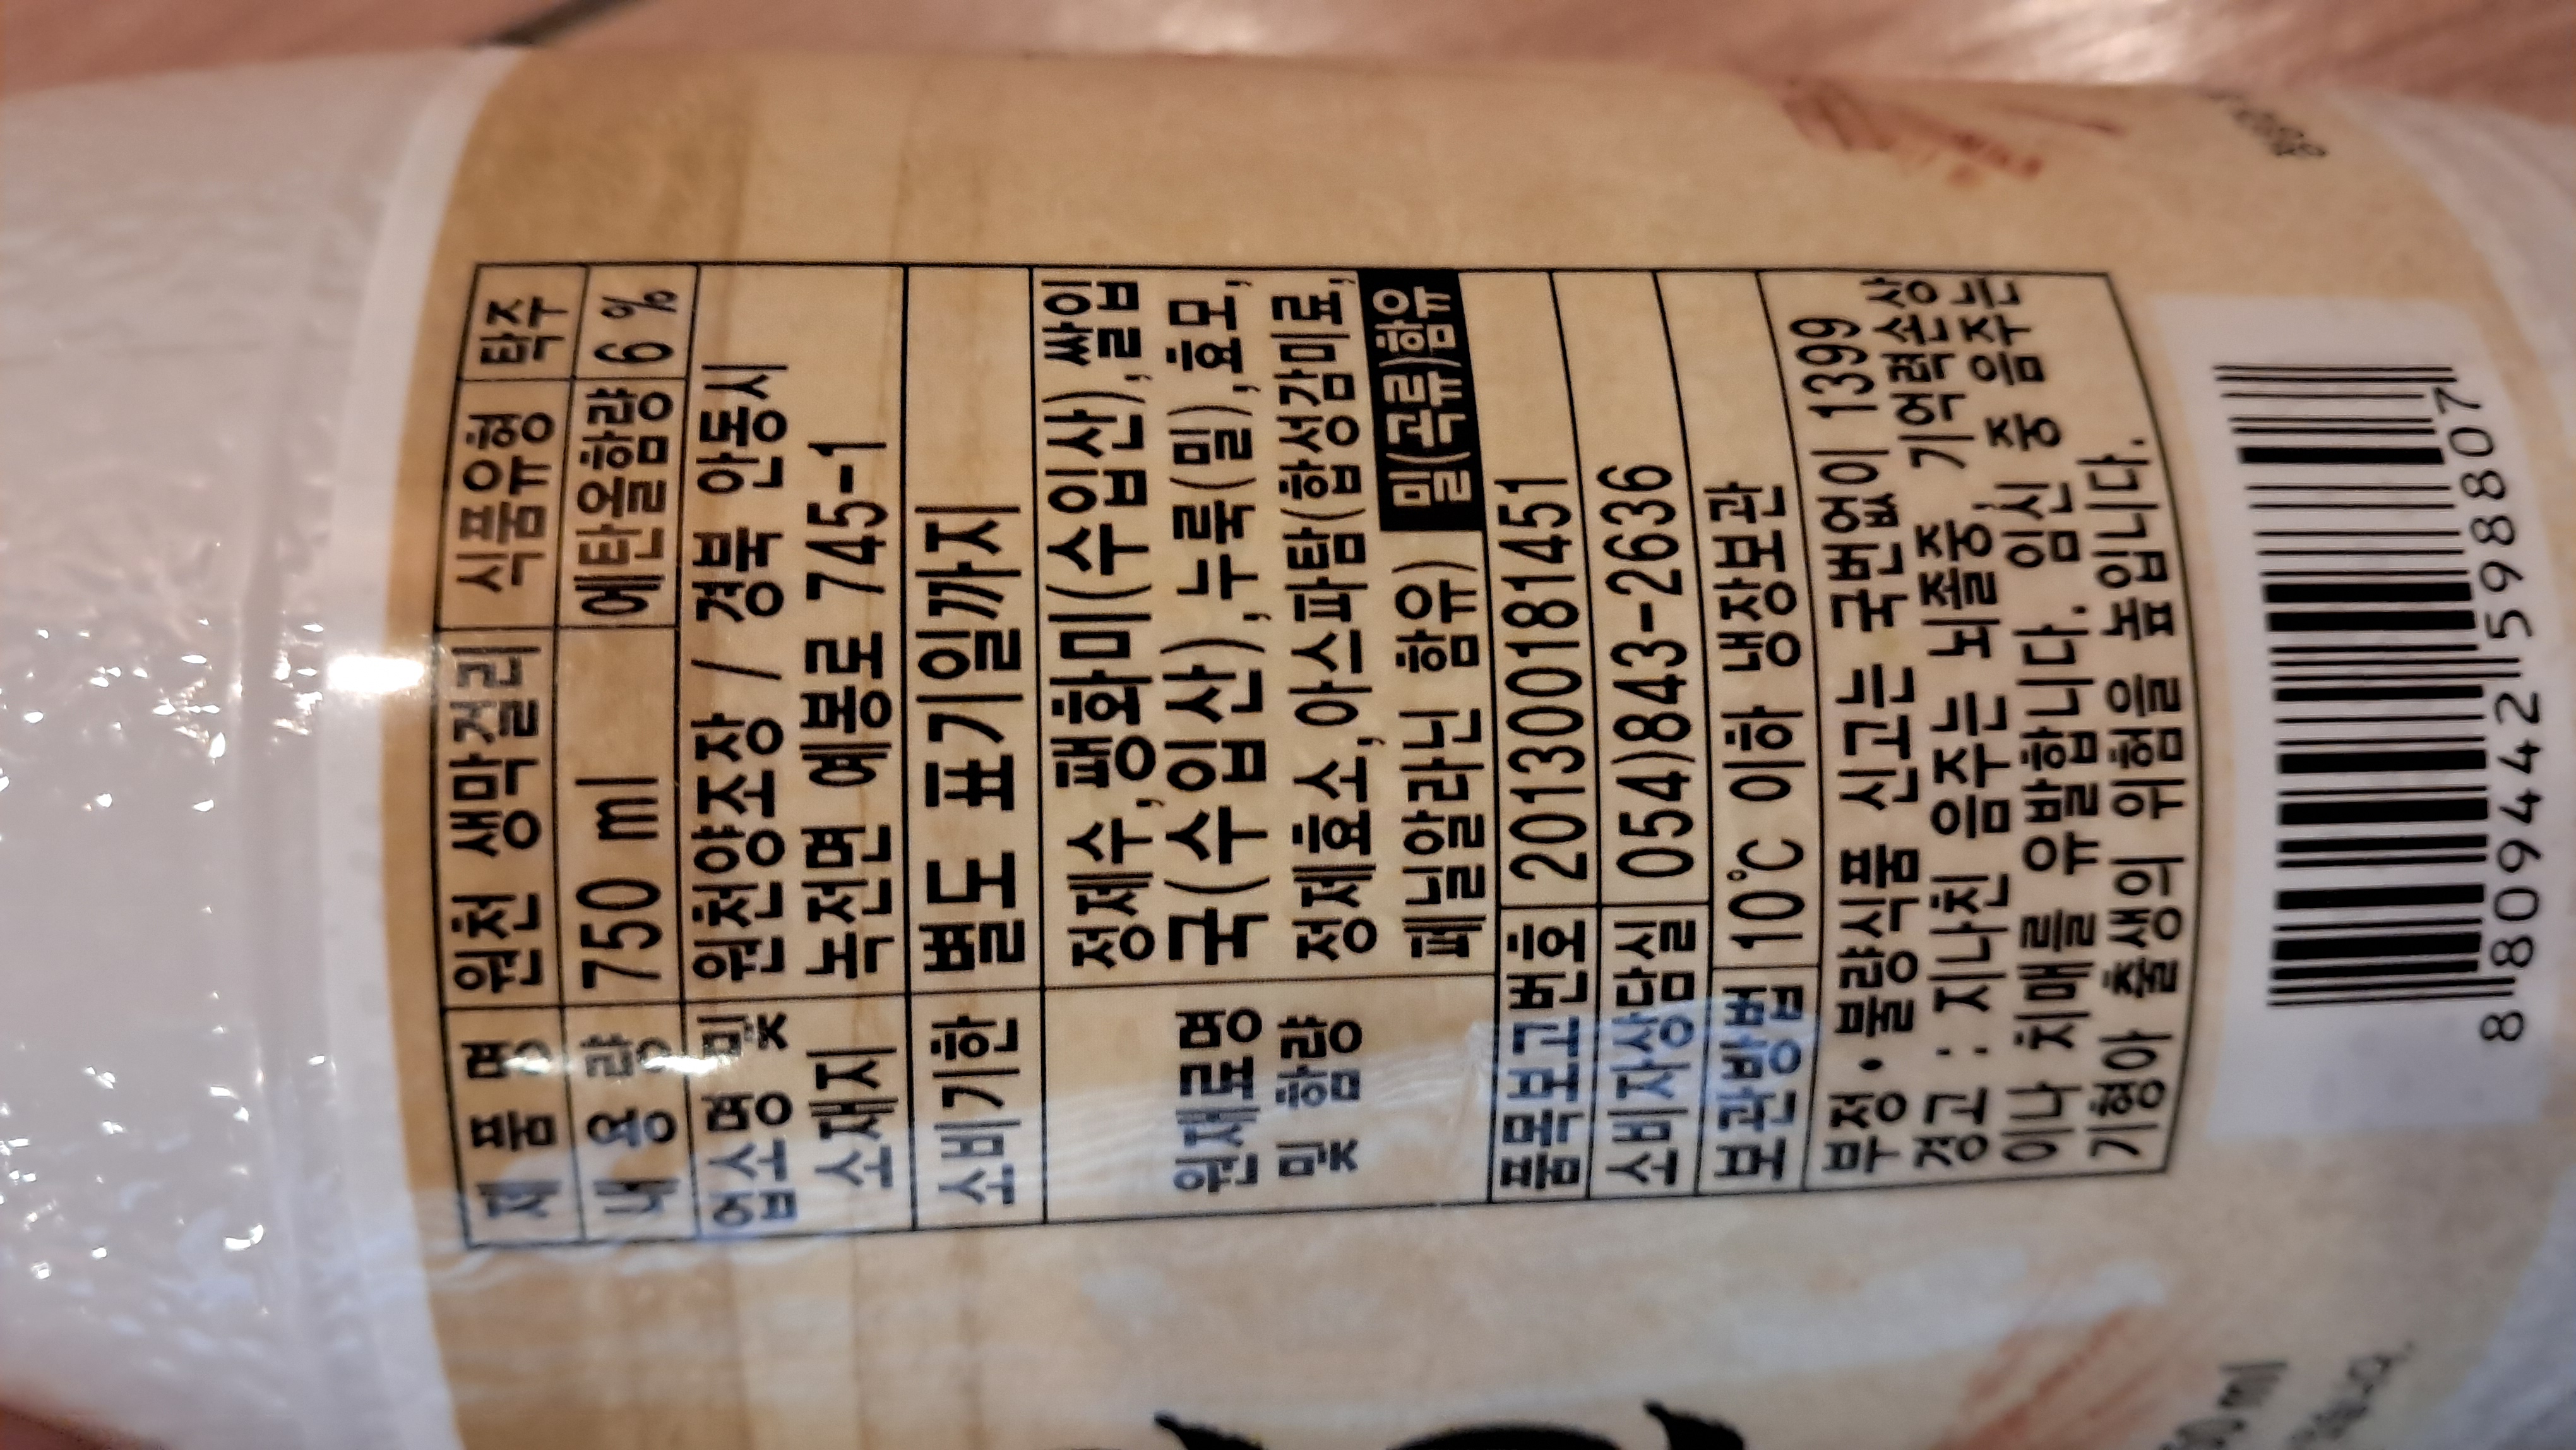 제 품 명 원천 생막걸리 식품유형 탁주
내 용 량 750 ml 에탄올함량 6 %
업소명 및 소재지 원천양조장 / 경북 안동시
녹전면 예봉로 745-1
소비기한 별도 표기일까지
원재료명 및 함량 정제수,팽화미(수입산),쌀입
국(수입산),누룩(밀),효모,
정제효소,아스파탐(합성감미료,
페닐알라닌 함유) 밀(곡류)함유
품목보고번호 201300181451
소비자상담실 054)843-2636
보관방법 10℃ 이하 냉장보관
부정·불량식품 신고는 국번없이 1399
경고 : 지나친 음주는 뇌졸중, 기억력손상
이나 치매를 유발합니다. 임신 중 음주는
기형아 출생의 위험을 높입니다.
8 809442 598807